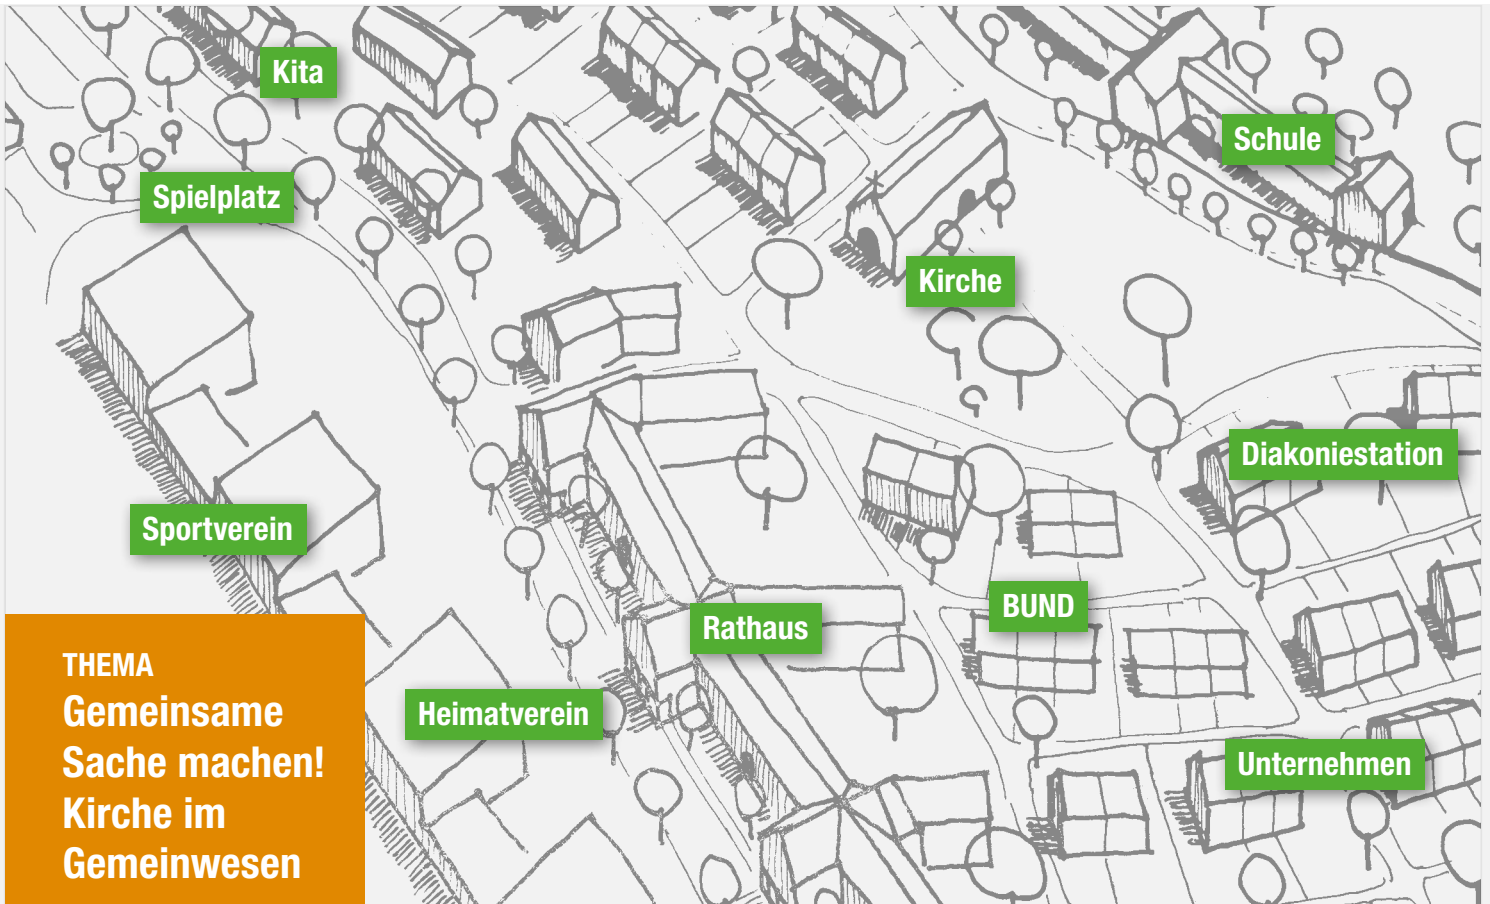 Kita
Schule
Spielplatz
Kirche
Diakoniestation
Sportverein
BUND
Rathaus
Heimatverein
Unternehmen
THEMA
Gemeinsame
Sache machen!
Kirche im
Gemeinwesen